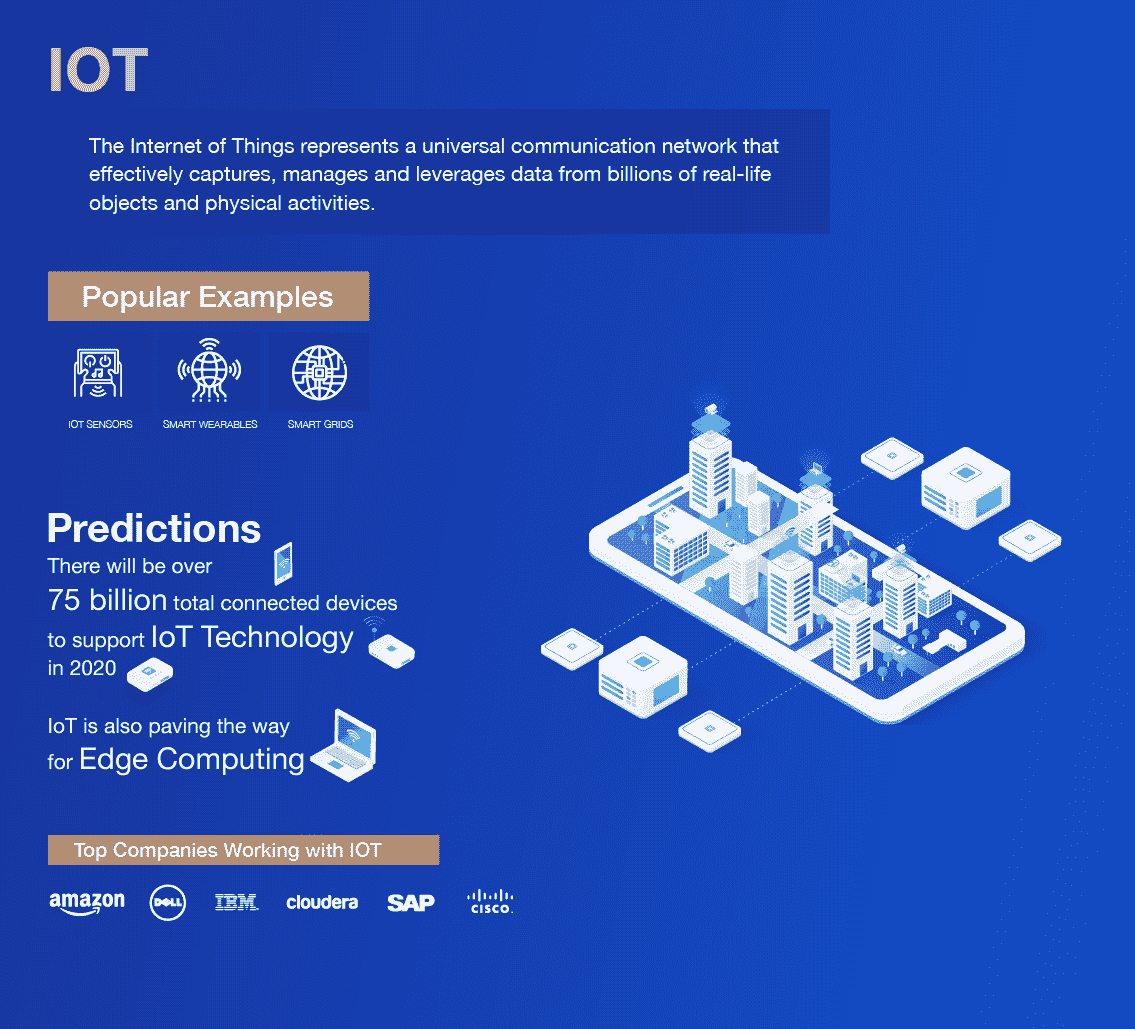 IOT
The Internet of Things represents a universal communication network that
effectively captures, manages and leverages data from billions of real-life
objects and physical activities.
Popular Examples
IOT SENSORS SMART WEARABLES SMART GRIDS
Predictions
There will be over
75 billion total connected devices
to support IoT Technology
in 2020
IoT is also paving the way
for Edge Computing
Top Companies Working with IOT
amazon DELL IBM cloudera SAP CISCO.